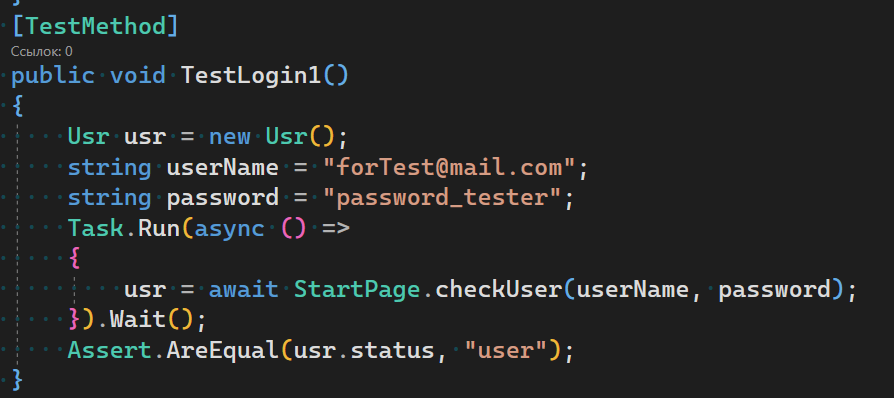 }
[TestMethod]
Ссылок: 0
public void TestLogin1()
{
Usr usr = new Usr();
string userName = "forTest@mail.com";
string password = "password_tester";
Task.Run(async () =>
{
usr = await StartPage.checkUser(userName, password);
}).Wait();
Assert.AreEqual(usr.status, "user");
}